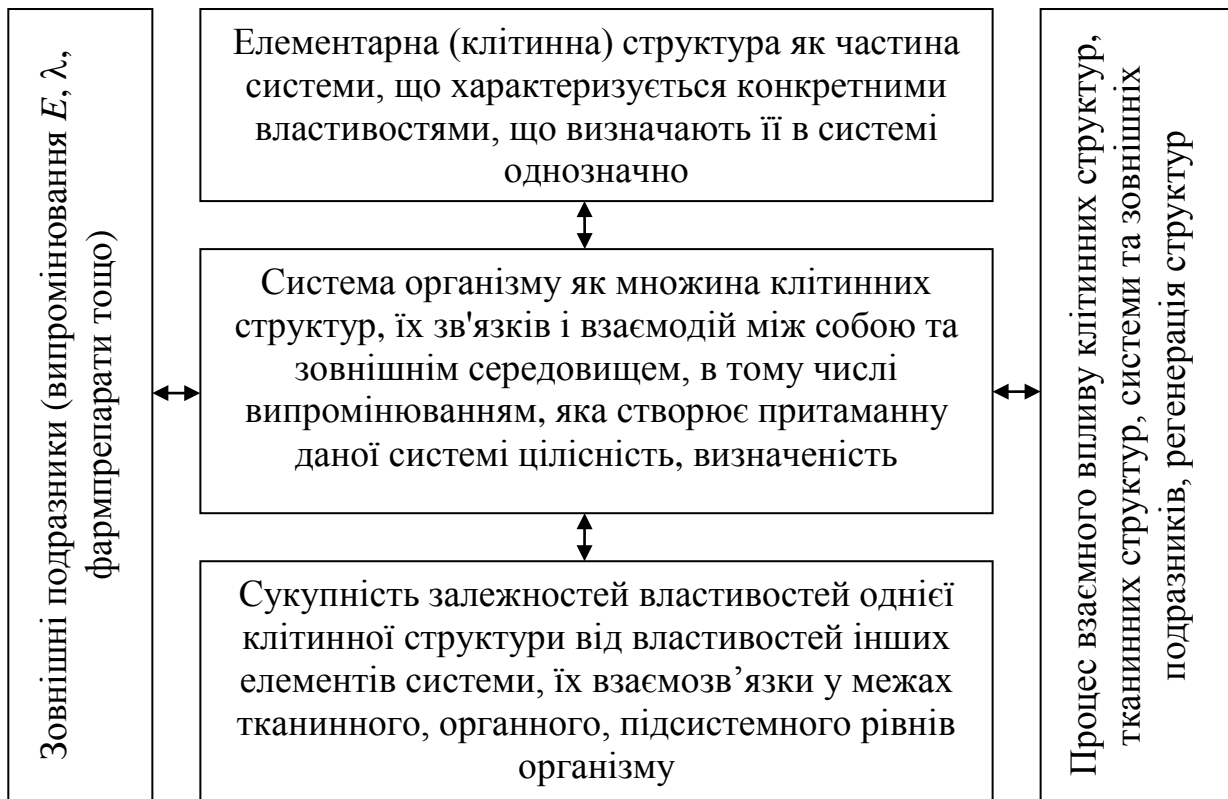 Зовнішні подразники (випромінювання E, λ,
фармпрепарати тощо)
Елементарна (клітинна) структура як частина
системи, що характеризується конкретними
властивостями, що визначають її в системі
однозначно
Система організму як множина клітинних
структур, їх зв'язків і взаємодій між собою та
зовнішнім середовищем, в тому числі
випромінюванням, яка створює притаманну
даної системі цілісність, визначеність
Сукупність залежностей властивостей однієї
клітинної структури від властивостей інших
елементів системи, їх взаємозв’язки у межах
тканинного, органного, підсистемного рівнів
організму
Процес взаємного впливу клітинних структур,
тканинних структур, системи та зовнішніх
подразників, регенерація структур